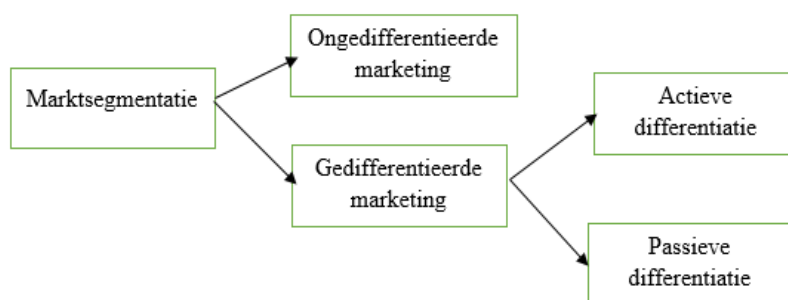 Ongedifferentieerde
marketing
Marktsegmentatie
Actieve
differentiatie
Gedifferentieerde
marketing
Passieve
differentiatie